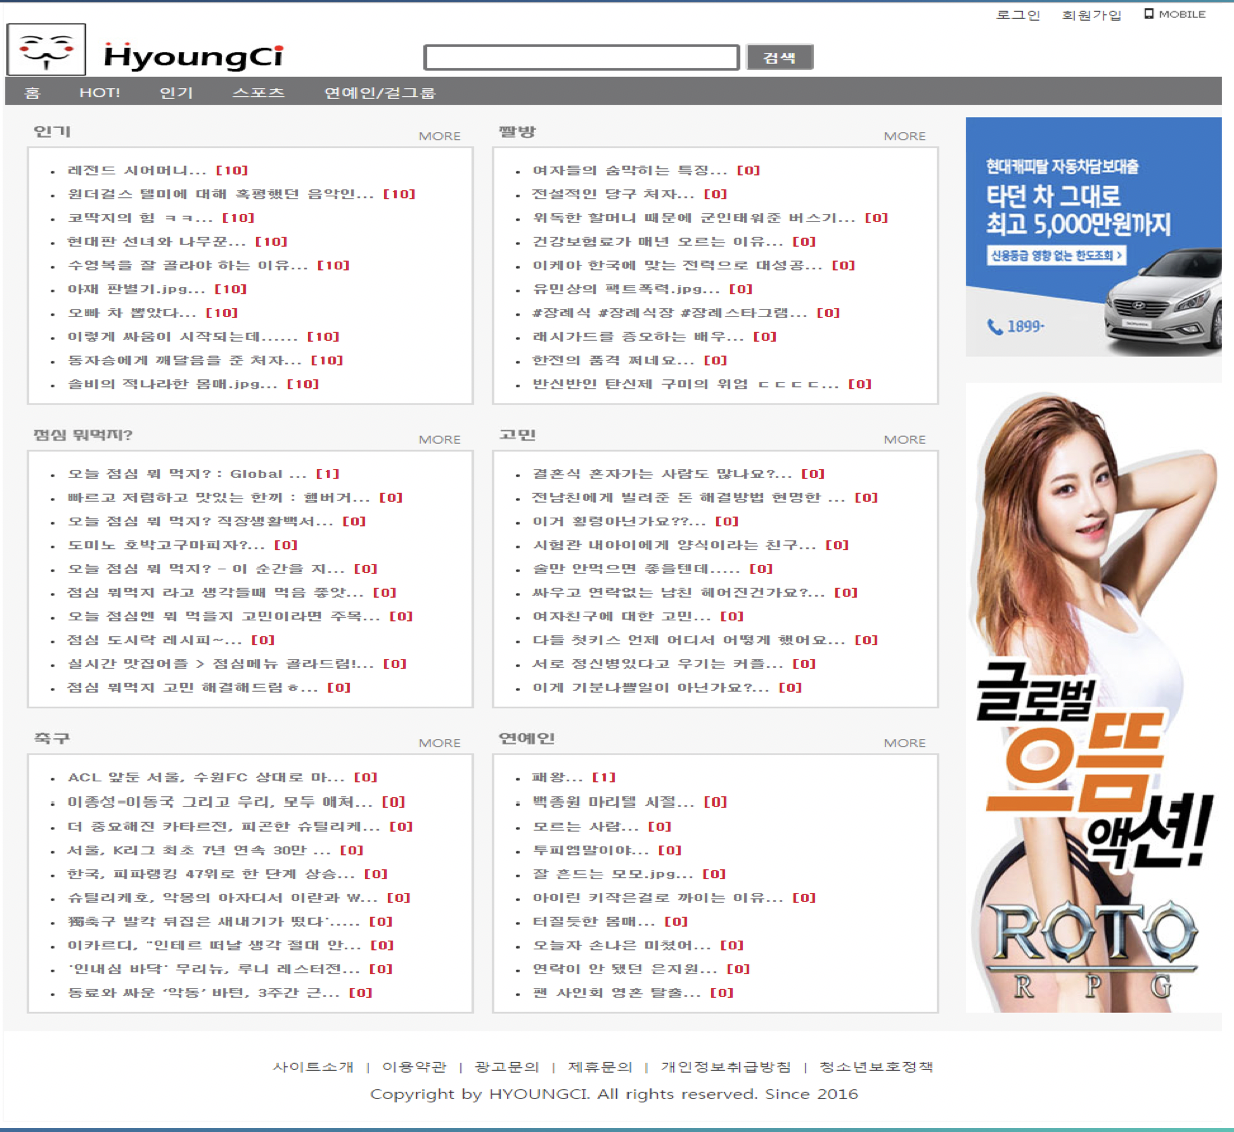 로그인 회원가입 MOBILE
HyoungCi
검색
홈 HOT! 인기 스포츠 연예인/걸그룹
인기 MORE
레전드 시어머니... [10]
원더걸스 텔미에 대해 혹평했던 음악인... [10]
코딱지의 힘 ㅋㅋ... [10]
현대판 선녀와 나무꾼... [10]
수영복을 잘 골라야 하는 이유... [10]
아재 판별기.jpg... [10]
오빠 차 뽑았다... [10]
이렇게 싸움이 시작되는데...... [10]
동자승에게 깨달음을 준 처자... [10]
솔비의 적나라한 몸매.jpg... [10]
짤방 MORE
여자들의 숨막히는 특징... [0]
전설적인 당구 처자... [0]
위독한 할머니 때문에 군인태워준 버스기... [0]
건강보험료가 매년 오르는 이유... [0]
이케아 한국에 맞는 전력으로 대성공... [0]
유민상의 팩트폭력.jpg... [0]
#장례식 #장례식장 #장례스타그램... [0]
래시가드를 증오하는 배우... [0]
한전의 품격 쩌네요... [0]
반신반인 탄신제 구미의 위엄 ㄷㄷㄷㄷ... [0]
점심 뭐먹지? MORE
오늘 점심 뭐 먹지? : Global ... [1]
빠르고 저렴하고 맛있는 한끼 : 햄버거... [0]
오늘 점심 뭐 먹지? 직장생활백서... [0]
도미노 호박고구마피자?... [0]
오늘 점심 뭐 먹지? - 이 순간을 지... [0]
점심 뭐먹지 라고 생각들때 먹음 쫗앗... [0]
오늘 점심엔 뭐 먹을지 고민이라면 주목... [0]
점심 도시락 레시피~... [0]
실시간 맛집어플 > 점심메뉴 골라드림!... [0]
점심 뭐먹지 고민 해결해드림ㅎ... [0]
고민 MORE
결혼식 혼자가는 사람도 많나요?... [0]
전남친에게 빌려준 돈 해결방법 현명한 ... [0]
이거 횡령아닌가요??... [0]
시험관 내아이에게 양식이라는 친구... [0]
술만 안먹으면 좋을텐데..... [0]
싸우고 연락없는 남친 헤어진건가요?... [0]
여자친구에 대한 고민... [0]
다들 첫키스 언제 어디서 어떻게 했어요... [0]
서로 정신병있다고 우기는 커플... [0]
이게 기분나쁠일이 아닌가요?... [0]
축구 MORE
ACL 앞둔 서울, 수원FC 상대로 마... [0]
이종성=이동국 그리고 우리, 모두 애처... [0]
더 중요해진 카타르전, 피곤한 슈틸리케... [0]
서울, K리그 최초 7년 연속 30만 ... [0]
한국, 피파랭킹 47위로 한 단계 상승... [0]
슈틸리케호, 악몽의 아자디서 이란과 W... [0]
獨축구 발칵 뒤집은 새내기가 떴다'..... [0]
이카르디, "인테르 떠날 생각 절대 안... [0]
'인내심 바닥' 무리뉴, 루니 레스터전... [0]
동료와 싸운 '악동' 바턴, 3주간 근... [0]
연예인 MORE
패왕... [1]
백종원 마리텔 시절... [0]
모르는 사람... [0]
투피엠말이야... [0]
잘 흔드는 모모.jpg... [0]
아이린 키작은걸로 까이는 이유... [0]
터질듯한 몸매... [0]
오늘자 손나은 미쳤어... [0]
연락이 안 됐던 은지원... [0]
팬 사인회 영혼 탈출... [0]
현대캐피탈 자동차담보대출
타던 차 그대로
최고 5,000만원까지
신용등급 영향 없는 한도조회 >
1899-
글로벌
으뜸
액션!
ROTO
RPG
사이트소개 | 이용약관 | 광고문의 | 제휴문의 | 개인정보취급방침 | 청소년보호정책
Copyright by HYOUNGCI. All rights reserved. Since 2016